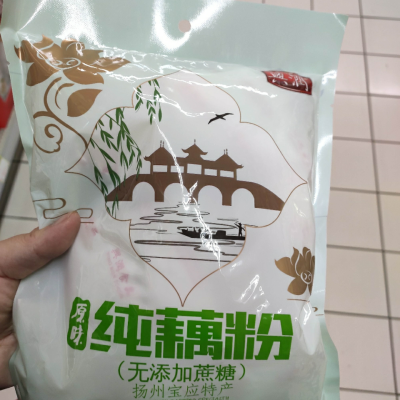 原味
纯藕粉
(无添加蔗糖)
扬州宝应特产